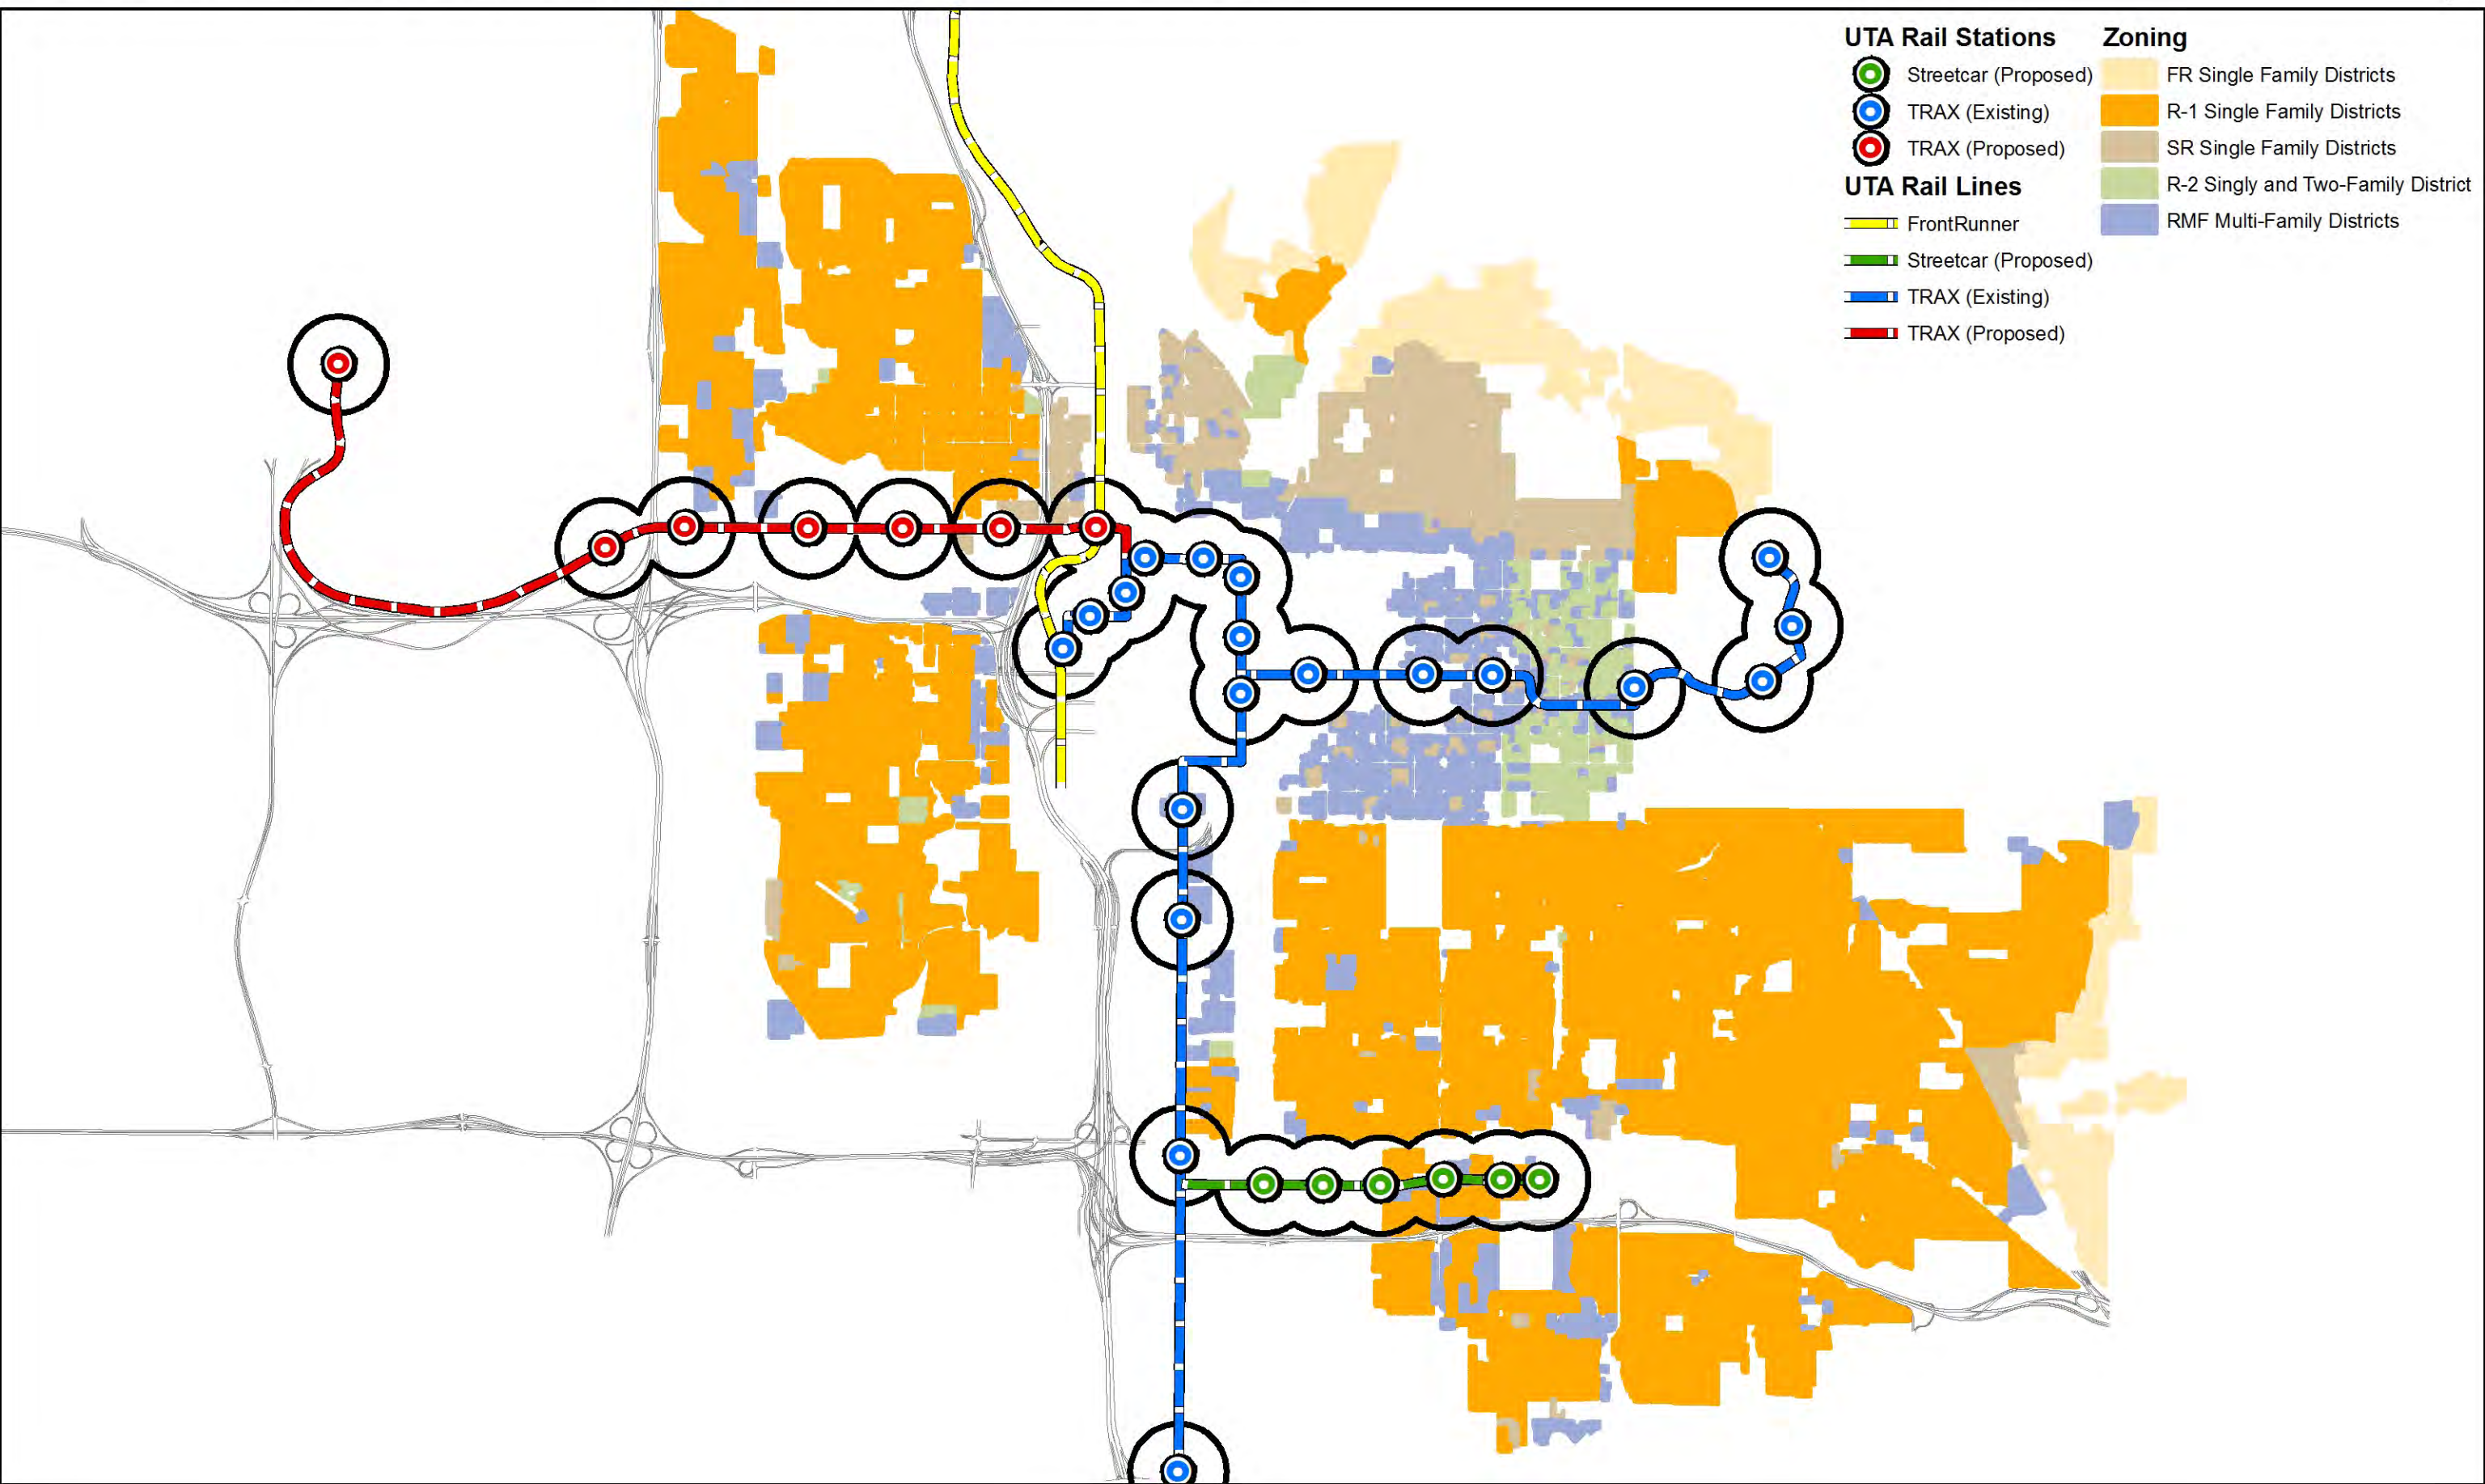 UTA Rail Stations
Streetcar (Proposed)
TRAX (Existing)
TRAX (Proposed)
UTA Rail Lines
FrontRunner
Streetcar (Proposed)
TRAX (Existing)
TRAX (Proposed)
Zoning
FR Single Family Districts
R-1 Single Family Districts
SR Single Family Districts
R-2 Singly and Two-Family District
RMF Multi-Family Districts